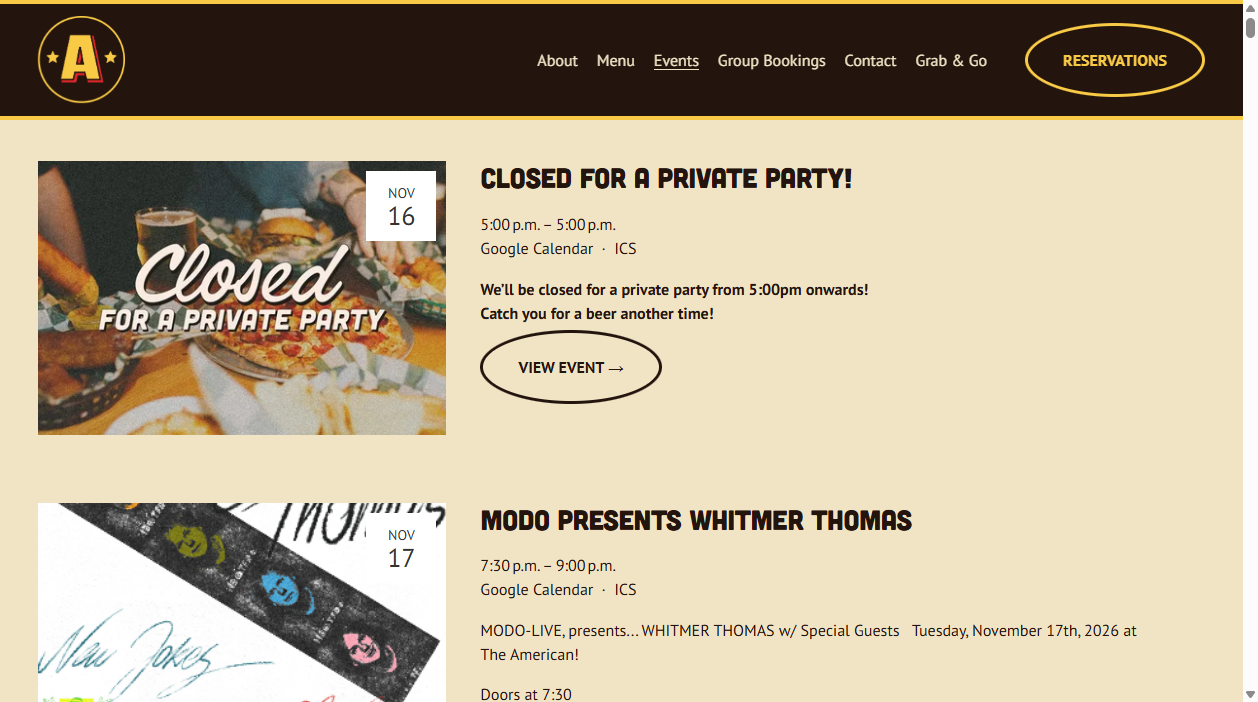 A
About Menu Events Group Bookings Contact Grab & Go RESERVATIONS
NOV
16
Closed
FOR A PRIVATE PARTY
CLOSED FOR A PRIVATE PARTY!
5:00 p.m. – 5:00 p.m.
Google Calendar · ICS
We'll be closed for a private party from 5:00pm onwards!
Catch you for a beer another time!
VIEW EVENT →
NOV
17
New Jokes
MODO PRESENTS WHITMER THOMAS
7:30 p.m. – 9:00 p.m.
Google Calendar · ICS
MODO-LIVE, presents... WHITMER THOMAS w/ Special Guests Tuesday, November 17th, 2026 at
The American!
Doors at 7:30